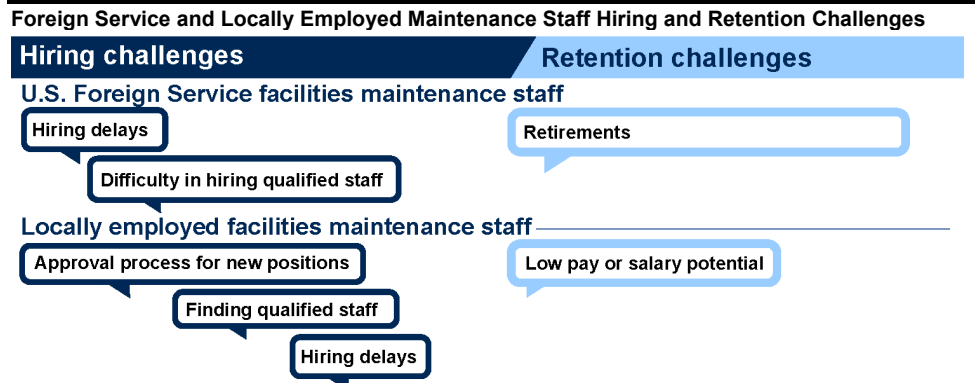 Foreign Service and Locally Employed Maintenance Staff Hiring and Retention Challenges
Hiring challenges
Retention challenges
U.S. Foreign Service facilities maintenance staff
Hiring delays
Retirements
Difficulty in hiring qualified staff
Locally employed facilities maintenance staff
Approval process for new positions
Low pay or salary potential
Finding qualified staff
Hiring delays